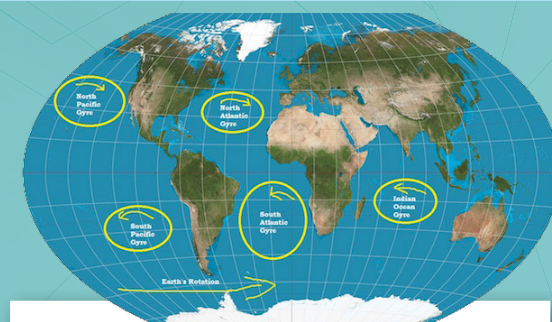 North
Pacific
Gyre
North
Atlantic
Gyre
South
Pacific
Gyre
South
Atlantic
Gyre
Indian
Ocean
Gyre
Earth's Rotation